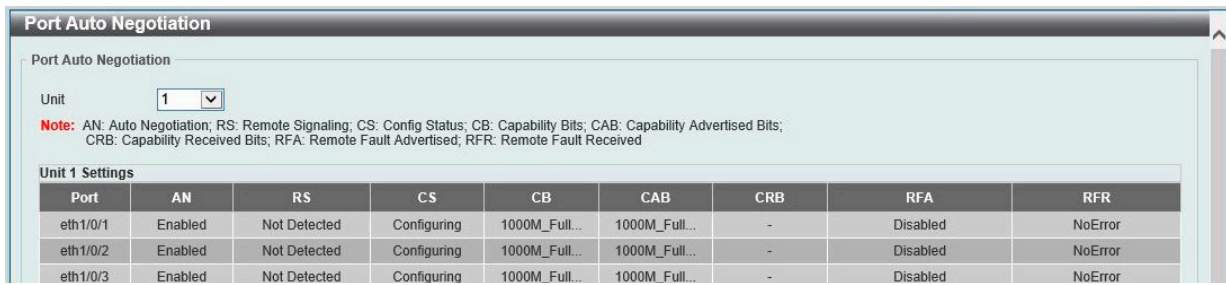 Port Auto Negotiation
Port Auto Negotiation
Unit 1
Note: AN: Auto Negotiation; RS: Remote Signaling; CS: Config Status; CB: Capability Bits; CAB: Capability Advertised Bits;
CRB: Capability Received Bits; RFA: Remote Fault Advertised; RFR: Remote Fault Received
Unit 1 Settings
Port AN RS CS CB CAB CRB RFA RFR
eth1/0/1 Enabled Not Detected Configuring 1000M_Full... 1000M_Full... - Disabled NoError
eth1/0/2 Enabled Not Detected Configuring 1000M_Full... 1000M_Full... - Disabled NoError
eth1/0/3 Enabled Not Detected Configuring 1000M_Full... 1000M_Full... - Disabled NoError